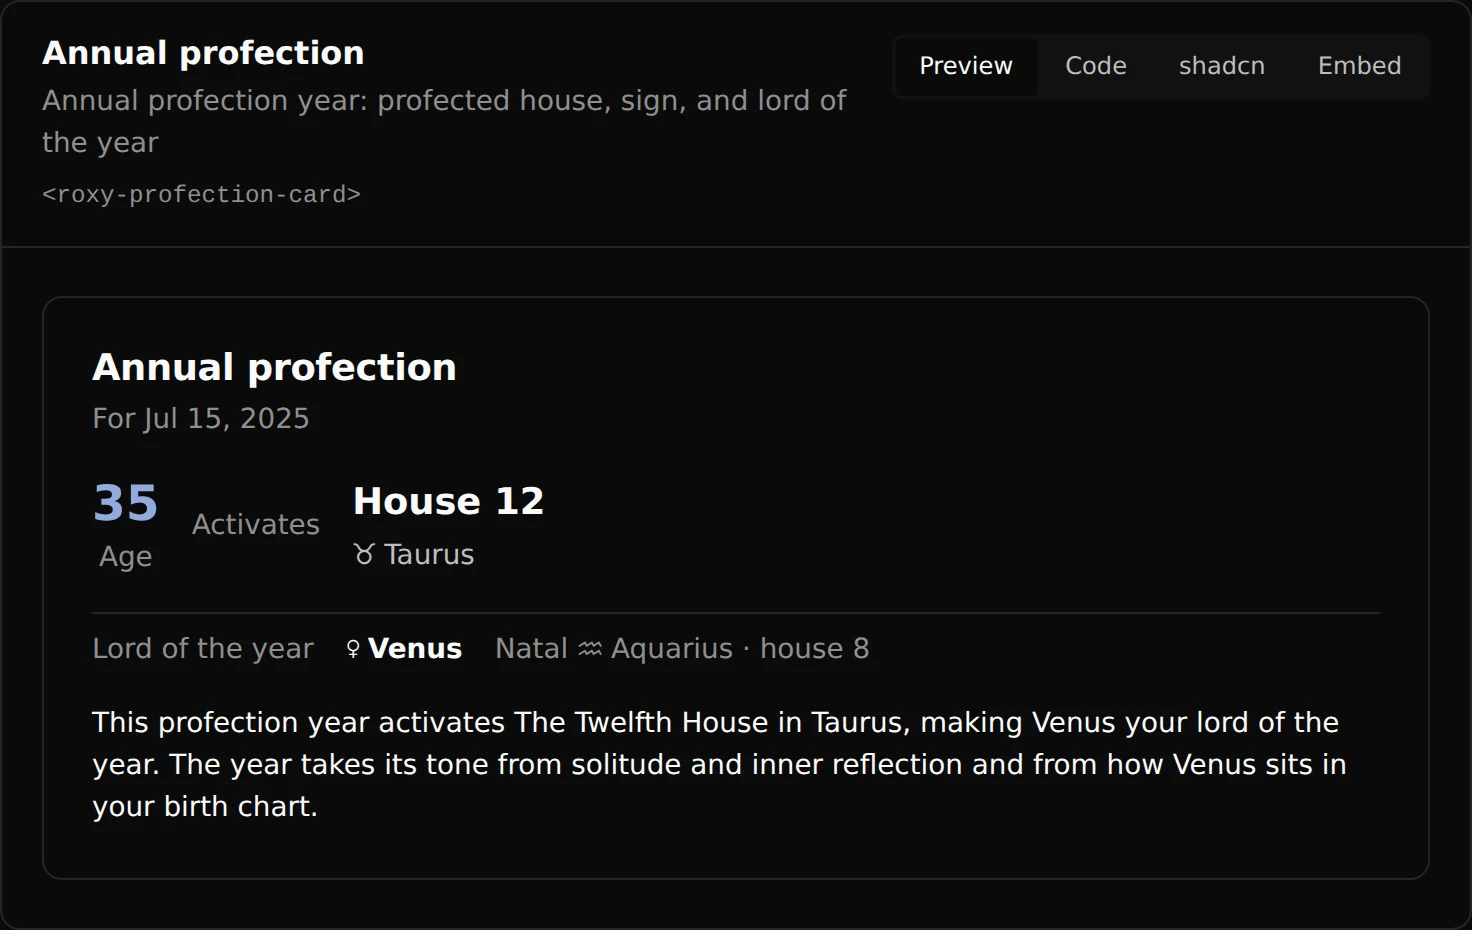 Annual profection
Annual profection year: profected house, sign, and lord of
the year
<roxy-profection-card>
Preview
Code
shadcn
Embed
Annual profection
For Jul 15, 2025
35
Age
Activates
House 12
♉ Taurus
Lord of the year ♀ Venus Natal ♒ Aquarius · house 8
This profection year activates The Twelfth House in Taurus, making Venus your lord of the
year. The year takes its tone from solitude and inner reflection and from how Venus sits in
your birth chart.